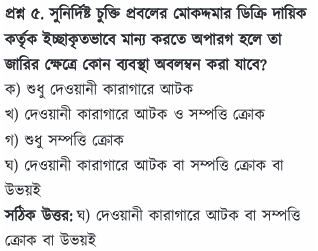 প্রশ্ন ৫. সুনির্দিষ্ট চুক্তি প্রবলের মোকদ্দমার ডিক্রি দায়িক
কর্তৃক ইচ্ছাকৃতভাবে মান্য করতে অপারগ হলে তা
জারির ক্ষেত্রে কোন ব্যবস্থা অবলম্বন করা যাবে?
ক) শুধু দেওয়ানী কারাগারে আটক
খ) দেওয়ানী কারাগারে আটক ও সম্পত্তি ক্রোক
গ) শুধু সম্পত্তি ক্রোক
ঘ) দেওয়ানী কারাগারে আটক বা সম্পত্তি ক্রোক বা
উভয়ই
সঠিক উত্তর: ঘ) দেওয়ানী কারাগারে আটক বা সম্পত্তি
ক্রোক বা উভয়ই